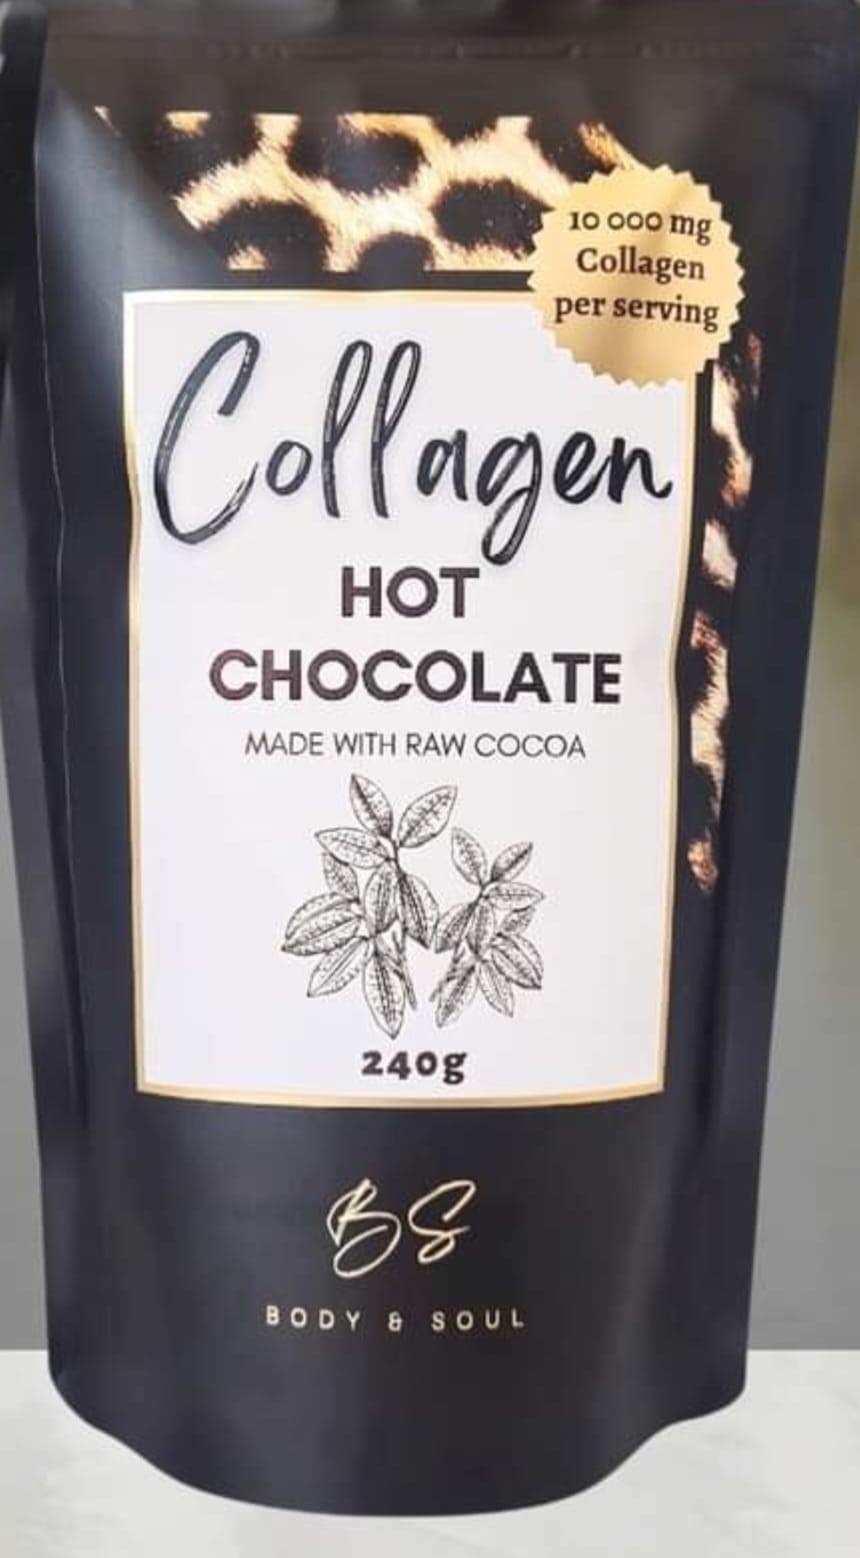 10 000 mg
Collagen
per serving
Collagen
HOT
CHOCOLATE
MADE WITH RAW COCOA
240g
BS
BODY & SOUL